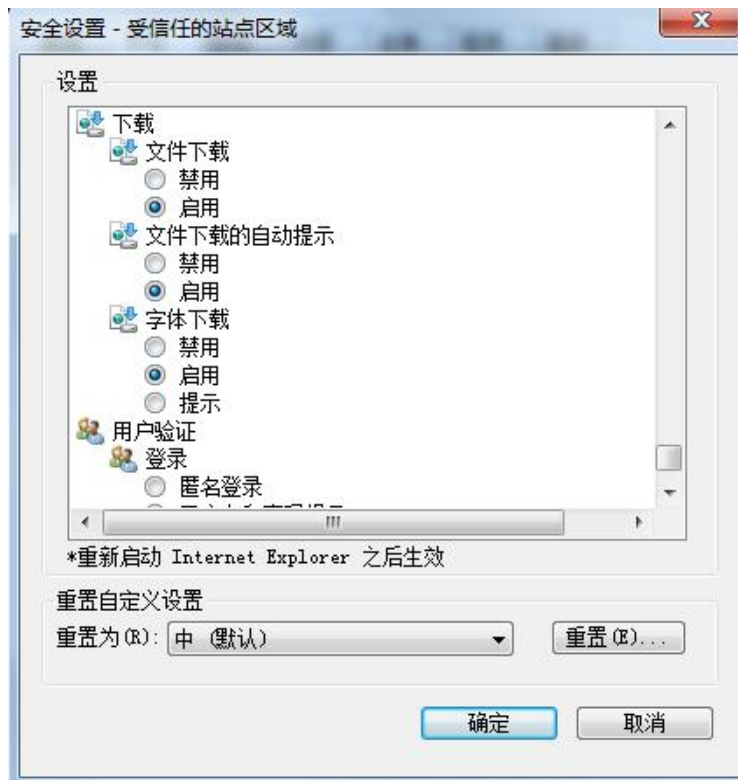 安全设置 - 受信任的站点区域
设置
下载
文件下载
禁用
启用
文件下载的自动提示
禁用
启用
字体下载
禁用
启用
提示
用户验证
登录
匿名登录
*重新启动 Internet Explorer 之后生效
重置自定义设置
重置为(R): 中 (默认) 重置(E)...
确定 取消